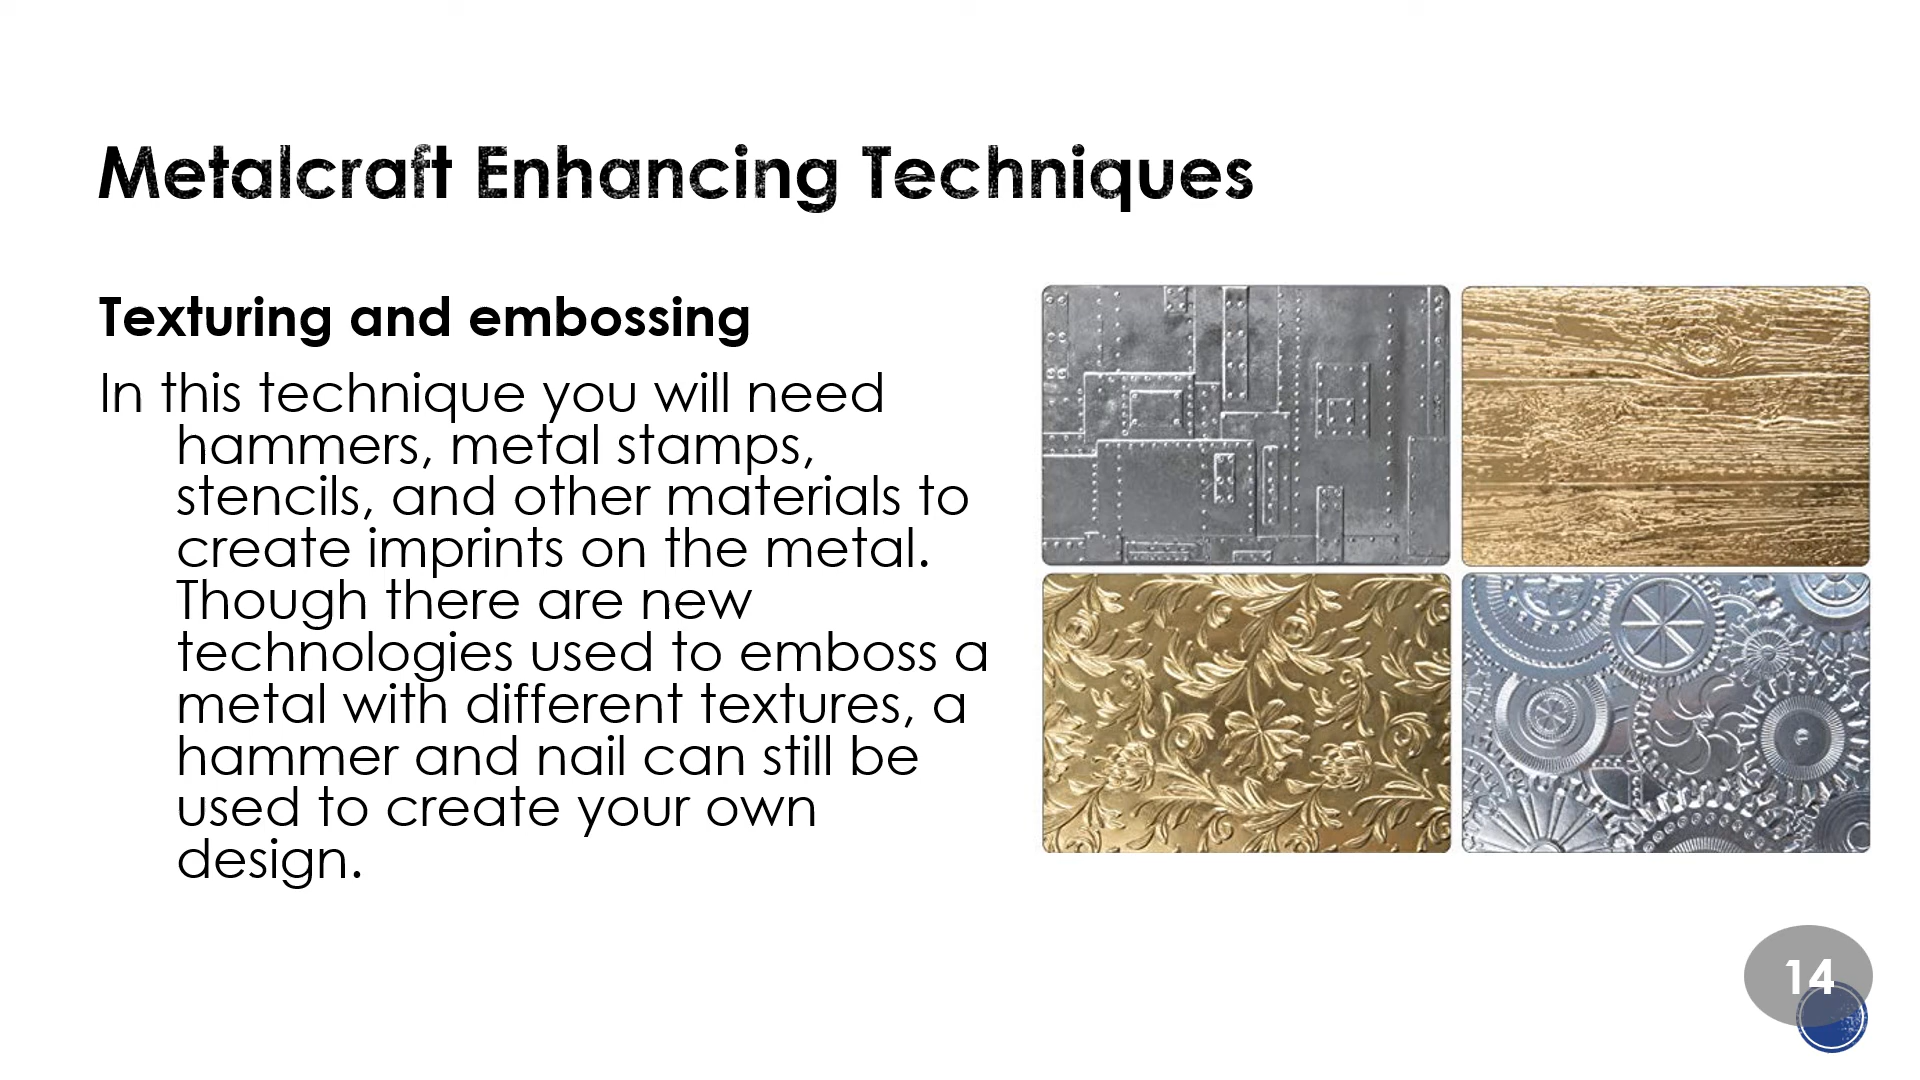 Metalcraft Enhancing Techniques
Texturing and embossing
In this technique you will need
hammers, metal stamps,
stencils, and other materials to
create imprints on the metal.
Though there are new
technologies used to emboss a
metal with different textures, a
hammer and nail can still be
used to create your own
design.
14